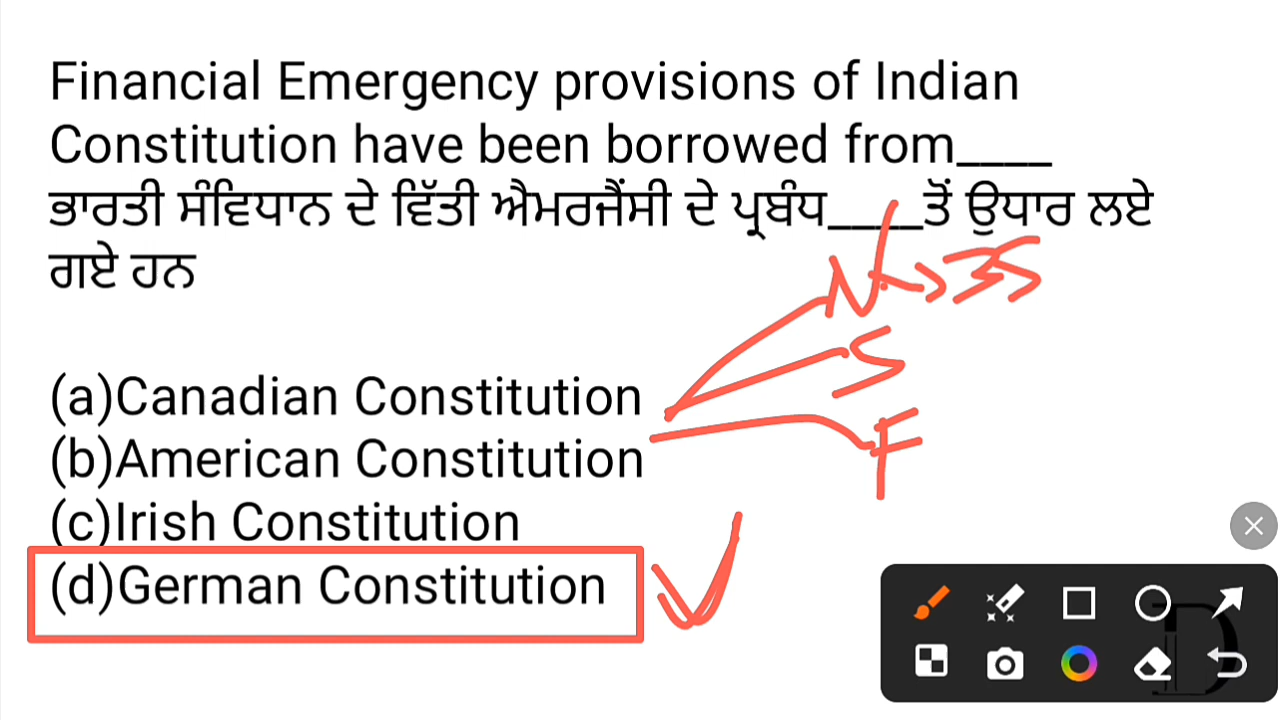 Financial Emergency provisions of Indian
Constitution have been borrowed from____
ਭਾਰਤੀ ਸੰਵਿਧਾਨ ਦੇ ਵਿੱਤੀ ਐਮਰਜੈਂਸੀ ਦੇ ਪ੍ਰਬੰਧ____ਤੋਂ ਉਧਾਰ ਲਏ
ਗਏ ਹਨ
(a)Canadian Constitution
(b)American Constitution
(c)Irish Constitution
(d)German Constitution
S
F